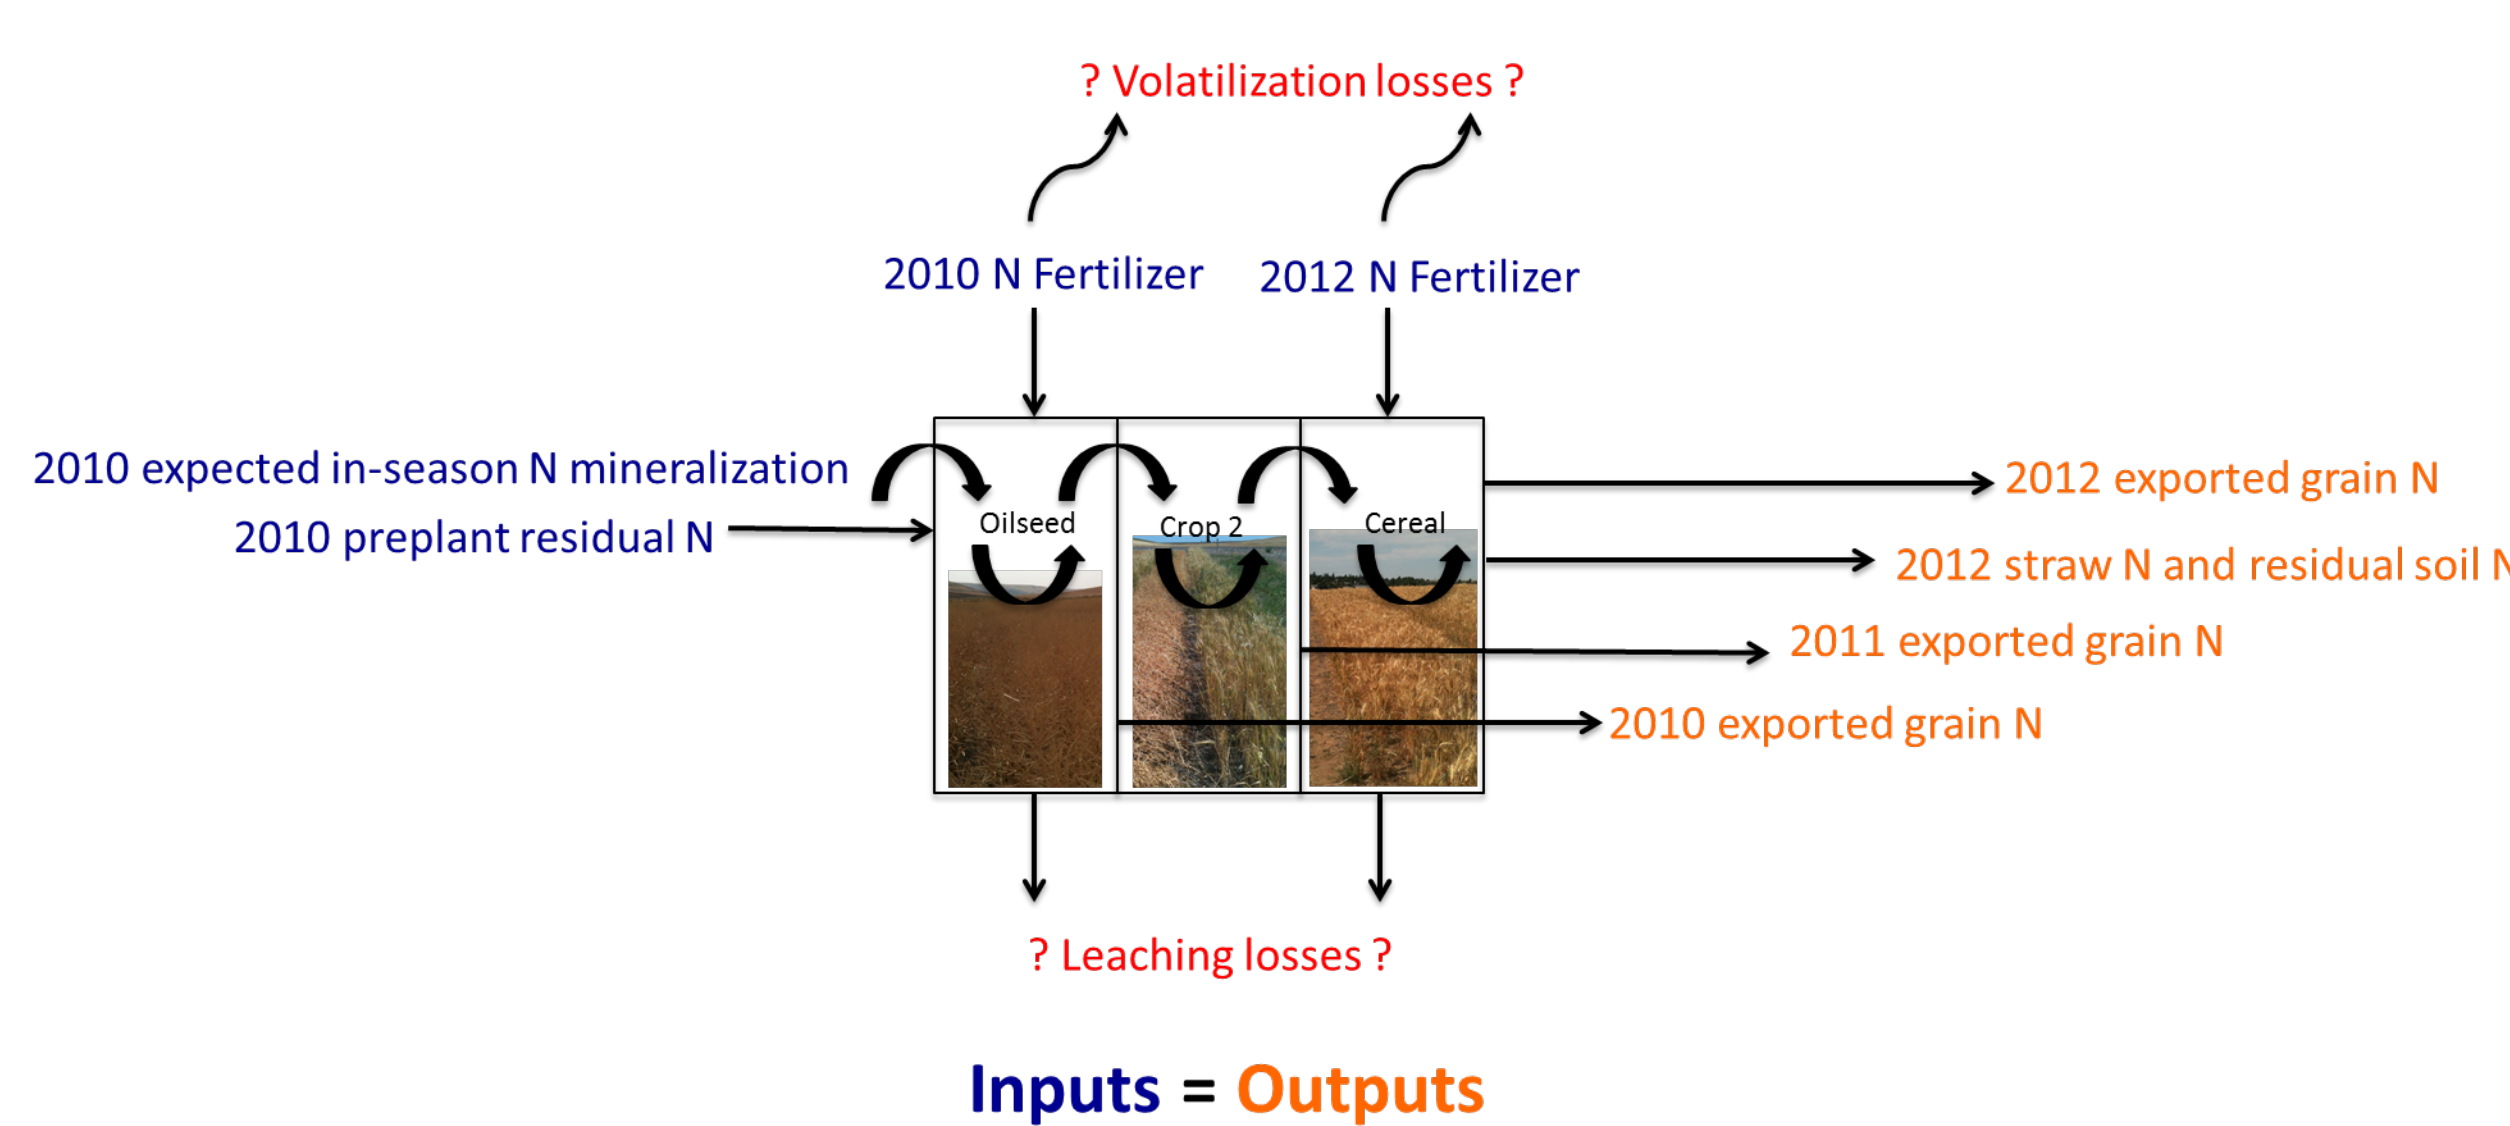 ? Volatilization losses ?
2010 N Fertilizer
2012 N Fertilizer
2010 expected in-season N mineralization
2010 preplant residual N
Oilseed
Crop 2
Cereal
2012 exported grain N
2012 straw N and residual soil N
2011 exported grain N
2010 exported grain N
? Leaching losses ?
Inputs = Outputs